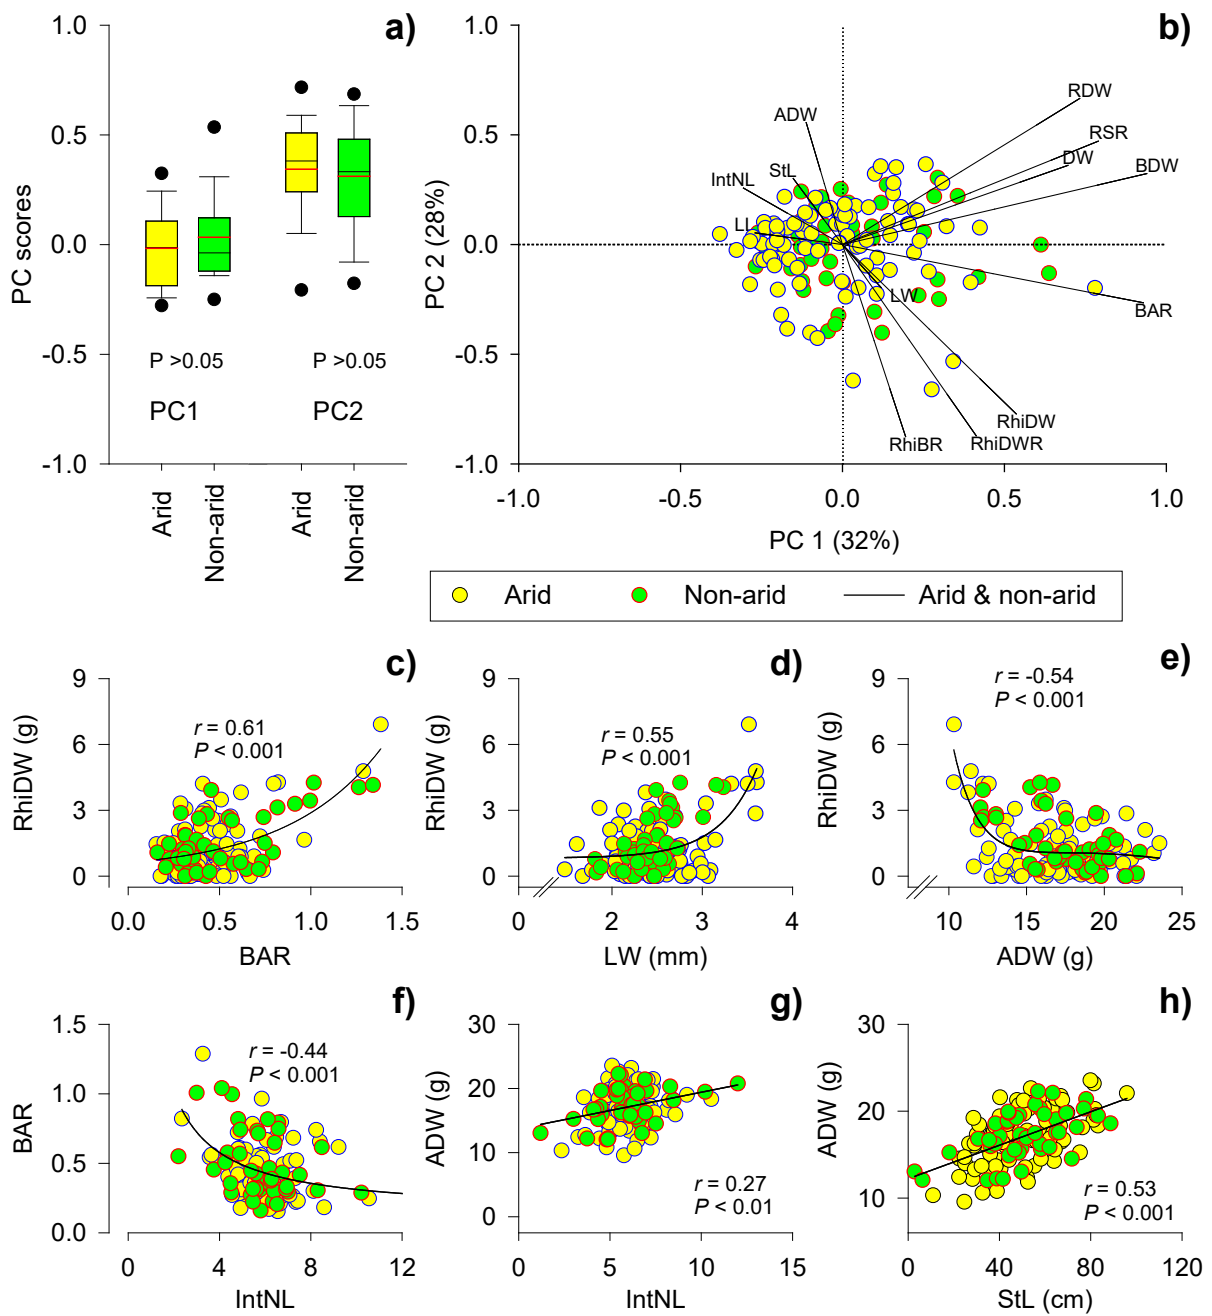 a)
1.0
0.5
0.0
-0.5
-1.0
PC scores
P >0.05
P >0.05
PC1
PC2
Arid
Non-arid
Arid
Non-arid
b)
1.0
0.5
0.0
-0.5
-1.0
PC 2 (28%)
RDW
ADW
RSR
DW
BDW
StL
IntNL
LL
LW
BAR
RhiDW
RhiBR
RhiDWR
-1.0
-0.5
0.0
0.5
1.0
PC 1 (32%)
Arid
Non-arid
Arid & non-arid
c)
9
6
3
0
RhiDW (g)
r = 0.61
P < 0.001
0.0
0.5
1.0
1.5
BAR
d)
9
6
3
0
RhiDW (g)
r = 0.55
P < 0.001
0
2
3
4
LW (mm)
e)
9
6
3
0
RhiDW (g)
r = -0.54
P < 0.001
10
15
20
25
ADW (g)
f)
1.5
1.0
0.5
0.0
BAR
r = -0.44
P < 0.001
0
4
8
12
IntNL
g)
30
20
10
0
ADW (g)
r = 0.27
P < 0.01
0
5
10
15
IntNL
h)
30
20
10
ADW (g)
r = 0.53
P < 0.001
0
40
80
120
StL (cm)